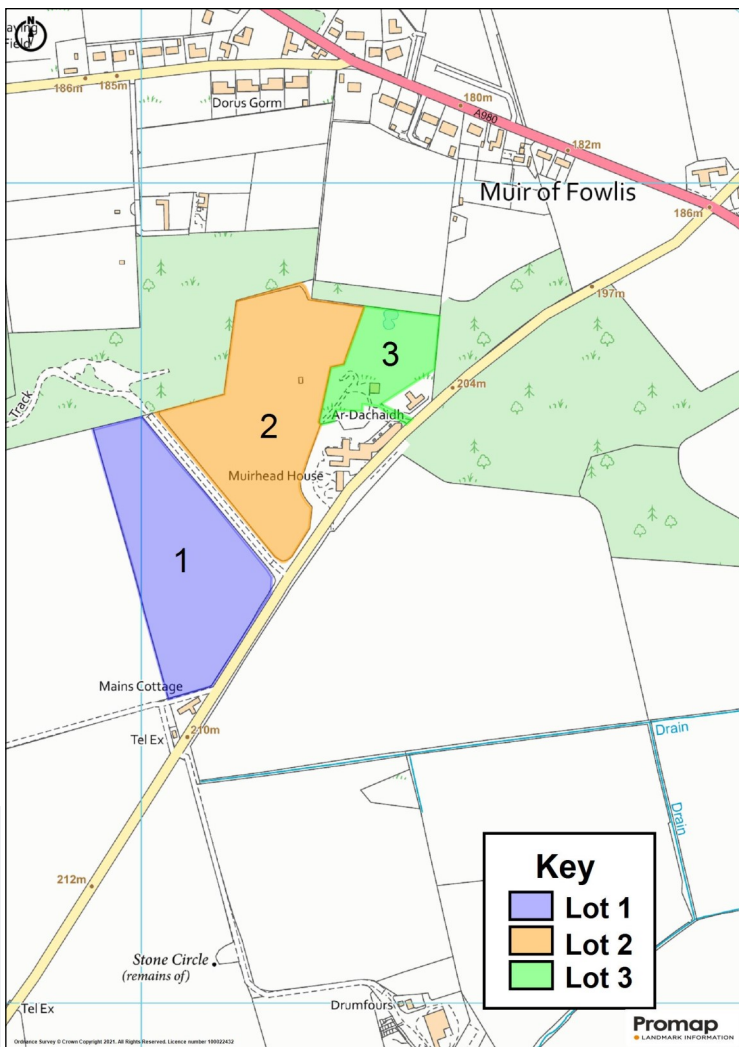 N
Field
186m
185m
Dorus Gorm
180m
A980
182m
Muir of Fowlis
186m
197m
3
204m
Track
2
Ar-Dachaidh
Muirhead House
1
Mains Cottage
Tel Ex
210m
Drain
Drain
212m
Key
Lot 1
Lot 2
Lot 3
Stone Circle
(remains of)
Drumfours
Tel Ex
Promap
LANDMARK INFORMATION
Ordnance Survey © Crown Copyright 2021. All Rights Reserved. Licence number 100022432